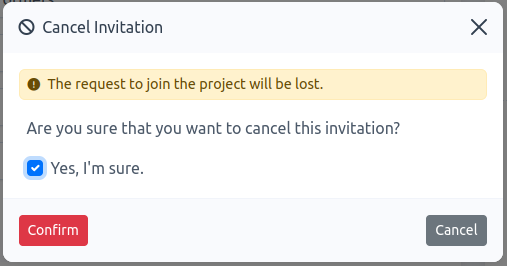 Cancel Invitation
The request to join the project will be lost.
Are you sure that you want to cancel this invitation?
Yes, I'm sure.
Confirm
Cancel